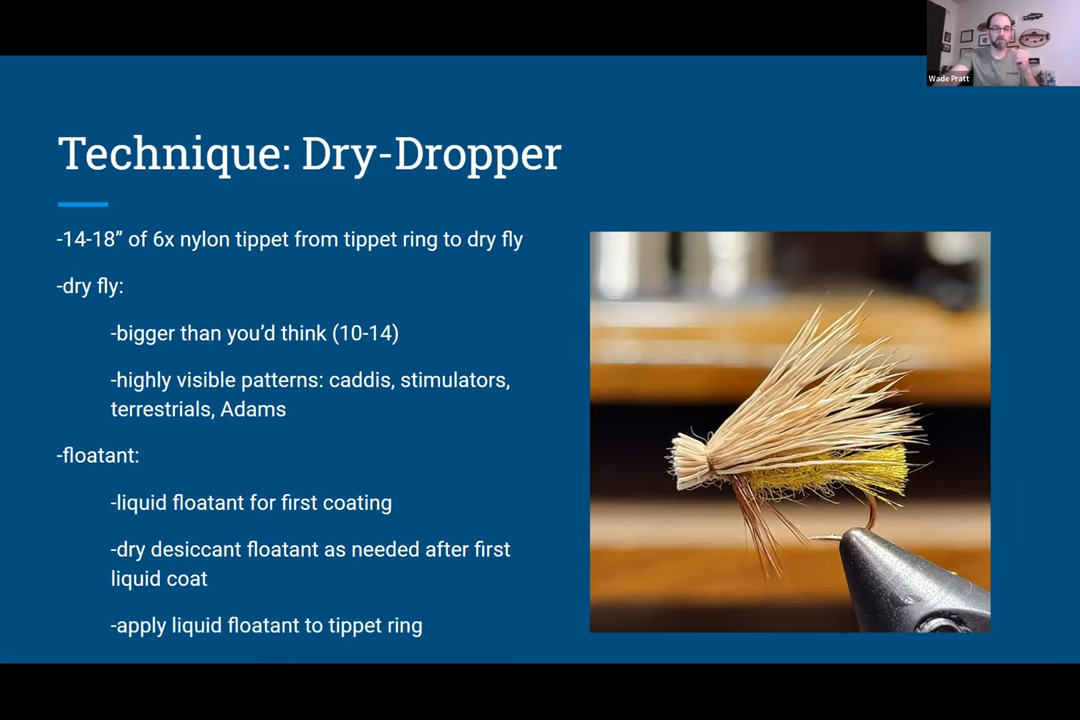 Wade Pratt
Technique: Dry-Dropper
-14-18” of 6x nylon tippet from tippet ring to dry fly
-dry fly:
-bigger than you’d think (10-14)
-highly visible patterns: caddis, stimulators,
terrestrials, Adams
-floatant:
-liquid floatant for first coating
-dry desiccant floatant as needed after first
liquid coat
-apply liquid floatant to tippet ring